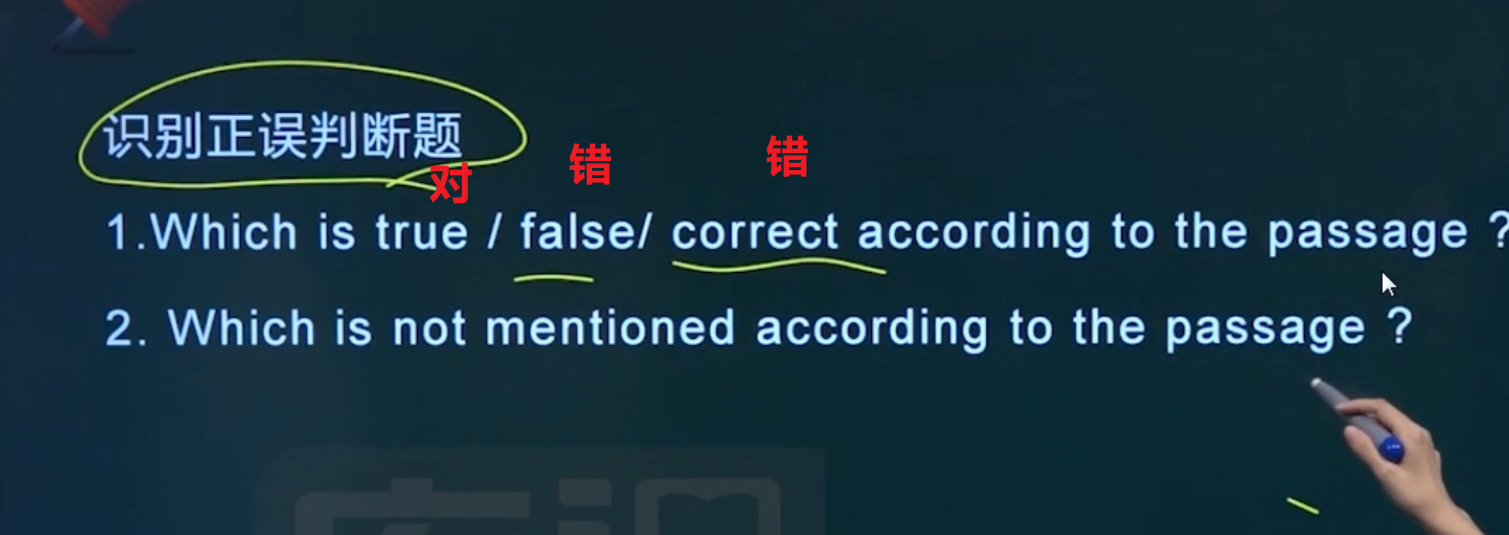 识别正误判断题
对 错 错
1.Which is true / false/ correct according to the passage ?
2. Which is not mentioned according to the passage ?